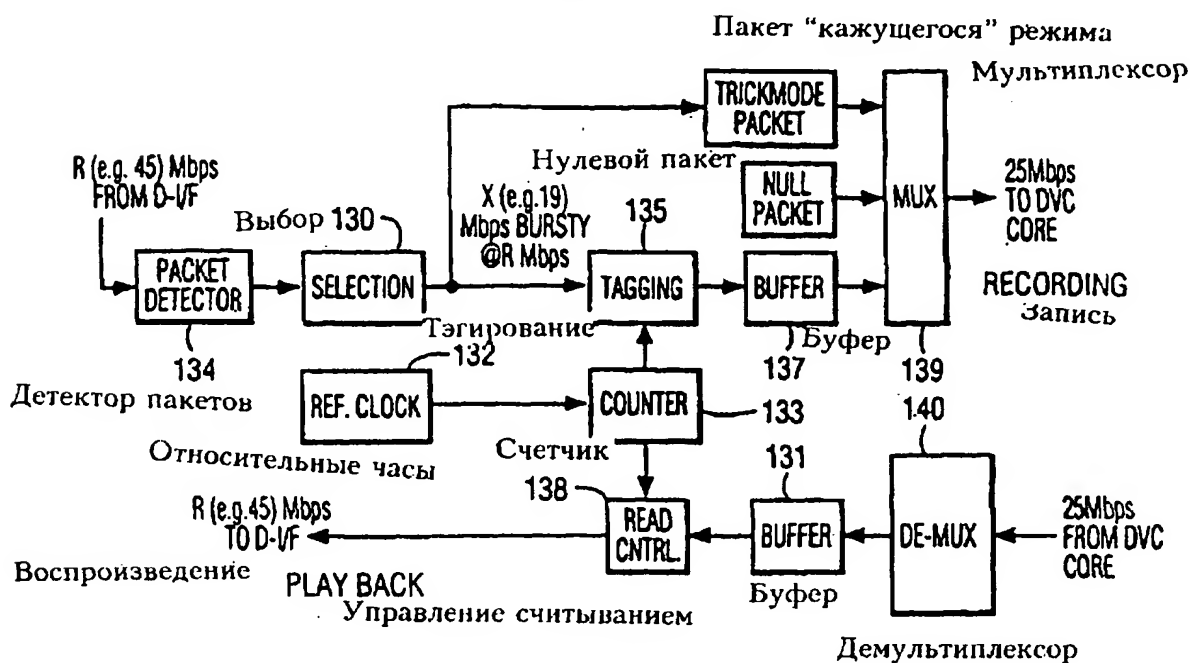 Пакет “кажущегося” режима
Мультиплексор
TRICKMODE
PACKET
R (e.g. 45) Mbps
FROM D-I/F
Нулевой пакет
NULL
PACKET
MUX
25Mbps
TO DVC
CORE
Выбор 130
X (e.g.19)
Mbps BURSTY
@R Mbps
135
PACKET
DETECTOR
SELECTION
TAGGING
BUFFER
RECORDING
Запись
Тэгирование
Буфер
134
132
137
139
Детектор пакетов
REF. CLOCK
COUNTER
133
140
Относительные часы
Счетчик
131
138
R (e.g.45) Mbps
TO D-I/F
READ
CNTRL.
BUFFER
DE-MUX
25Mbps
FROM DVC
CORE
Воспроизведение
PLAY BACK
Буфер
Управление считыванием
Демультиплексор